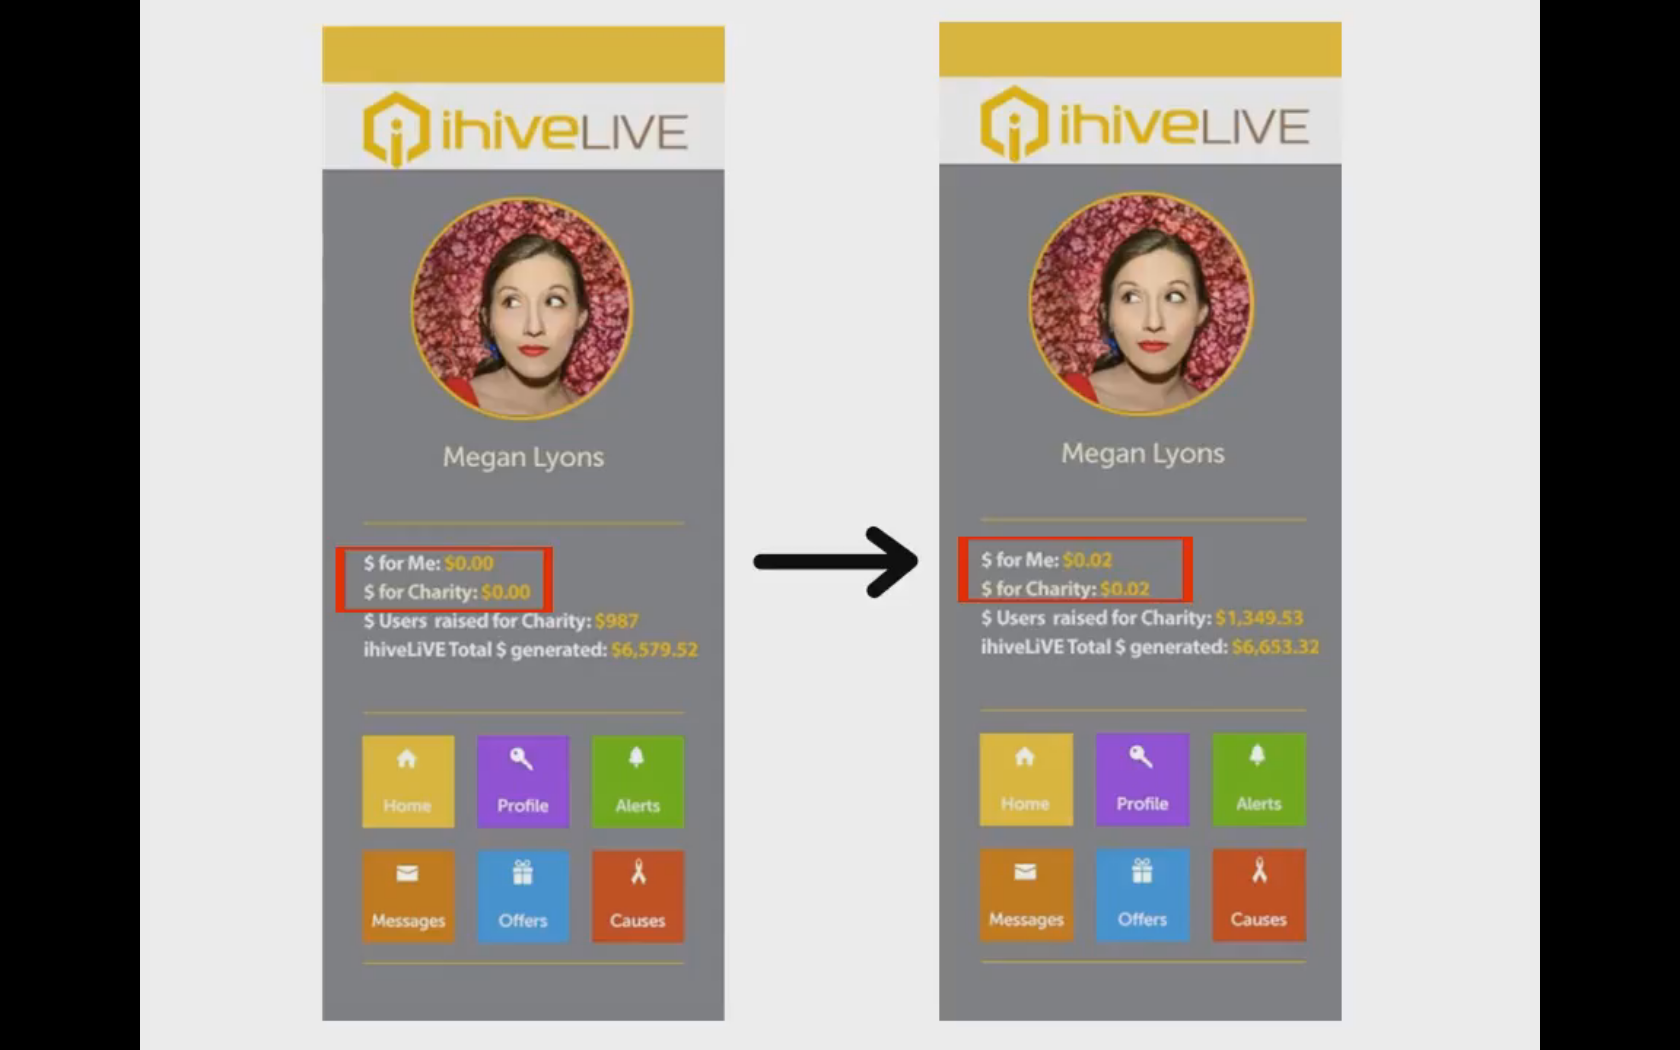 ihiveLIVE
Megan Lyons
$ for Me: $0.00
$ for Charity: $0.00
$ Users raised for Charity: $987
ihiveLiVE Total $ generated: $6,579.52
Home
Profile
Alerts
Messages
Offers
Causes
ihiveLIVE
Megan Lyons
$ for Me: $0.02
$ for Charity: $0.02
$ Users raised for Charity: $1,349.53
ihiveLiVE Total $ generated: $6,653.32
Home
Profile
Alerts
Messages
Offers
Causes